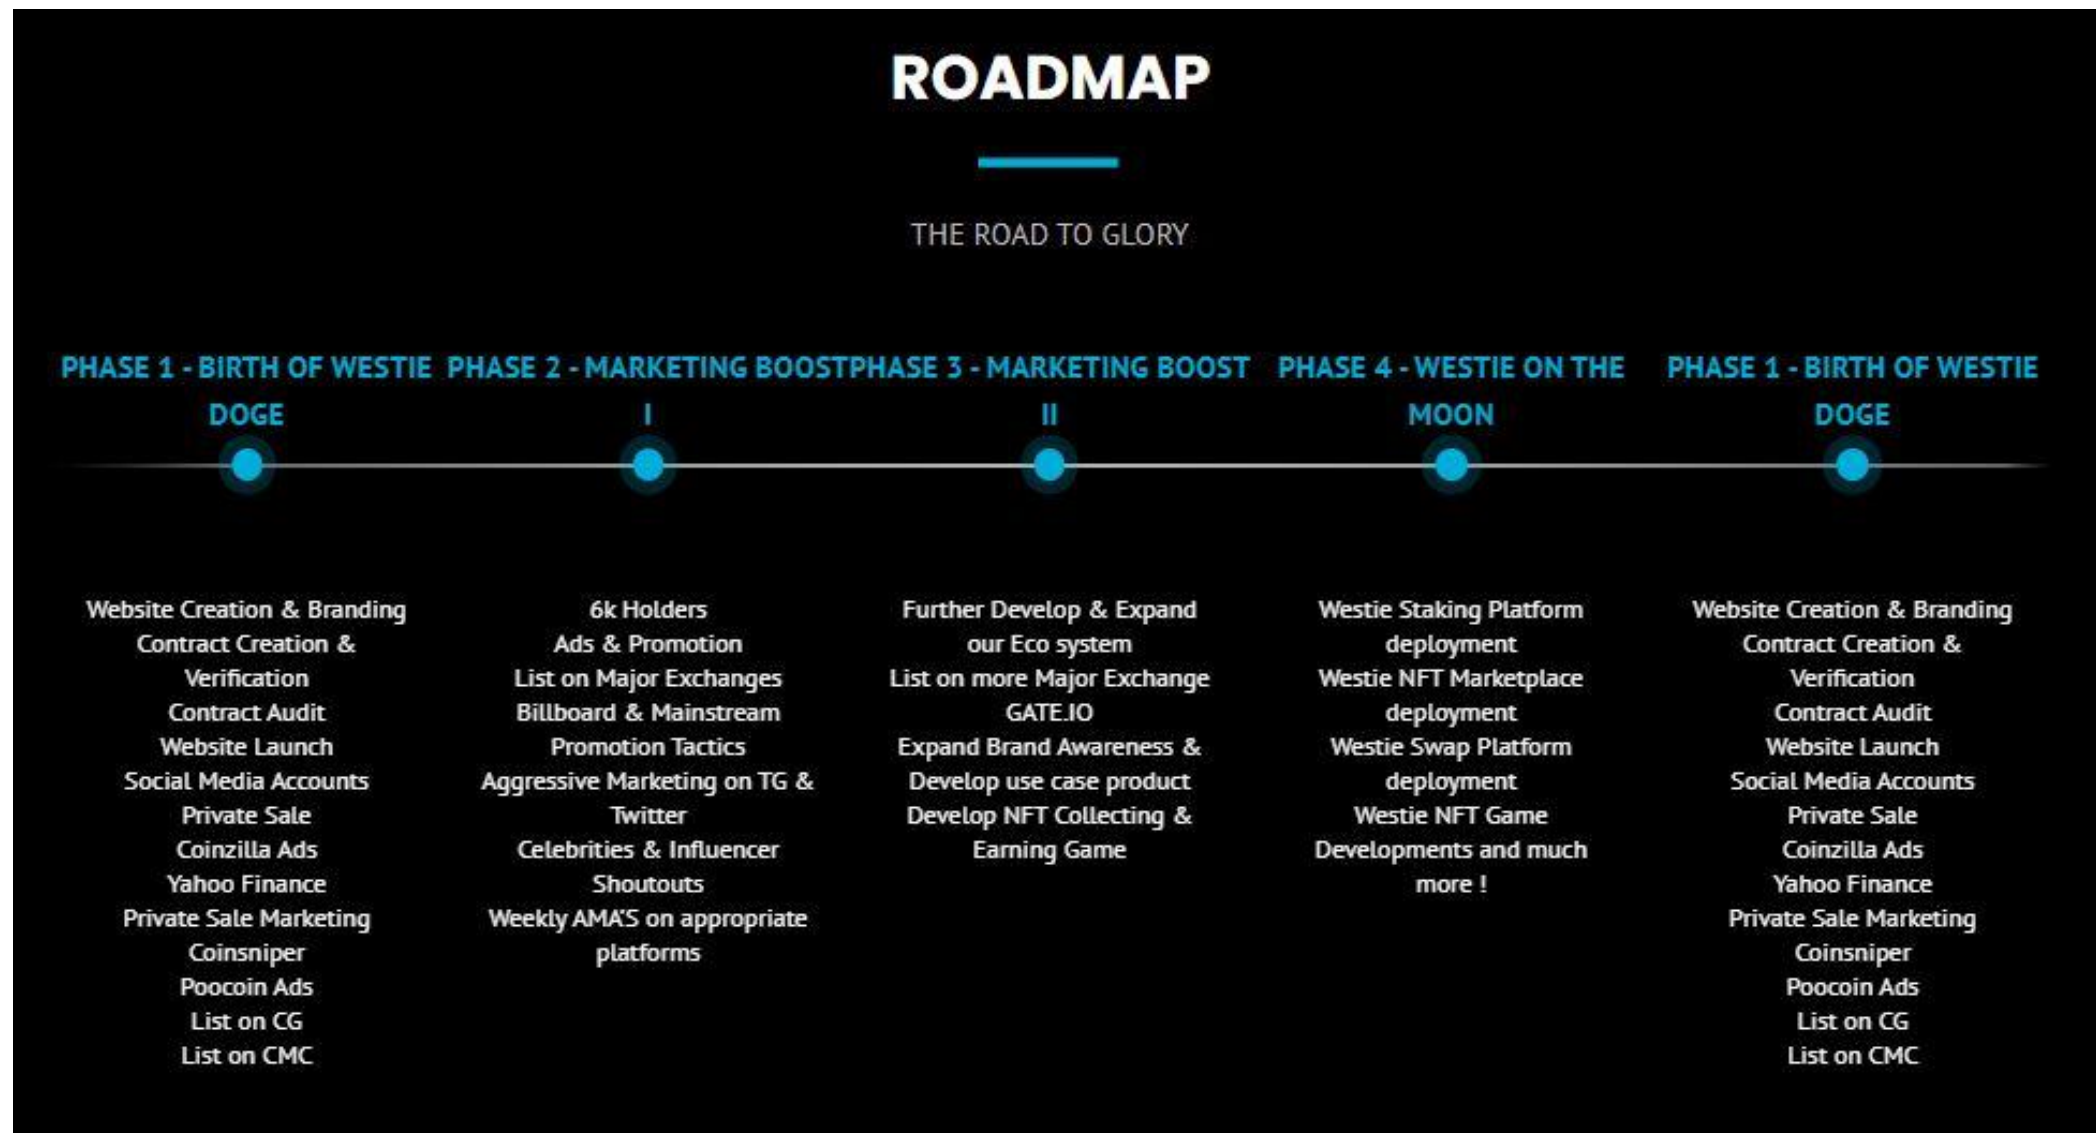 ROADMAP
THE ROAD TO GLORY
PHASE 1 - BIRTH OF WESTIE
DOGE
Website Creation & Branding
Contract Creation &
Verification
Contract Audit
Website Launch
Social Media Accounts
Private Sale
Coinzilla Ads
Yahoo Finance
Private Sale Marketing
Coinsniper
Poocoin Ads
List on CG
List on CMC
PHASE 2 - MARKETING BOOST
I
6k Holders
Ads & Promotion
List on Major Exchanges
Billboard & Mainstream
Promotion Tactics
Aggressive Marketing on TG &
Twitter
Celebrities & Influencer
Shoutouts
Weekly AMA'S on appropriate
platforms
PHASE 3 - MARKETING BOOST
II
Further Develop & Expand
our Eco system
List on more Major Exchange
GATE.IO
Expand Brand Awareness &
Develop use case product
Develop NFT Collecting &
Earning Game
PHASE 4 - WESTIE ON THE
MOON
Westie Staking Platform
deployment
Westie NFT Marketplace
deployment
Westie Swap Platform
deployment
Westie NFT Game
Developments and much
more !
PHASE 1 - BIRTH OF WESTIE
DOGE
Website Creation & Branding
Contract Creation &
Verification
Contract Audit
Website Launch
Social Media Accounts
Private Sale
Coinzilla Ads
Yahoo Finance
Private Sale Marketing
Coinsniper
Poocoin Ads
List on CG
List on CMC